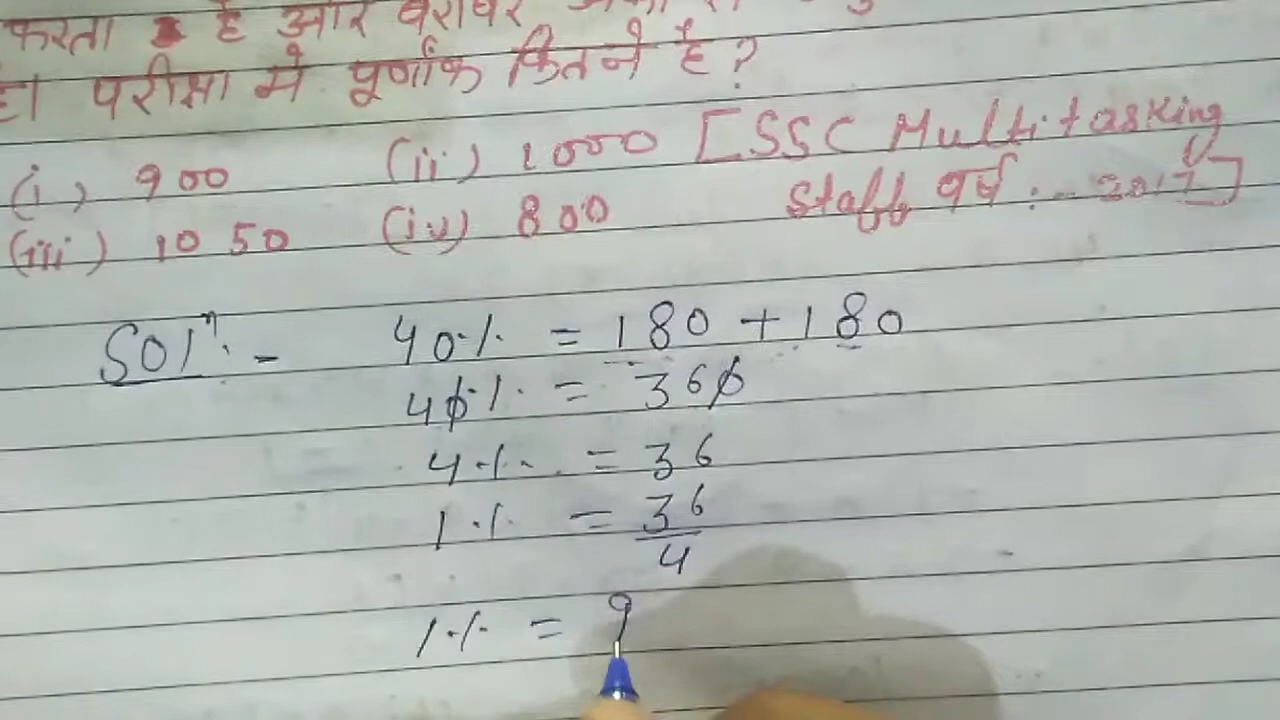 करता है और बराबर
है। परीक्षा में पूर्णांक कितने है?
(i) 900 (ii) 1000 [SSC Multitasking
(iii) 1050 (iv) 800 Staff वर्ष :- 2017]
Solⁿ:- 40% = 180 + 180
40% = 360
4% = 36
1% = 36
4
1% = 9